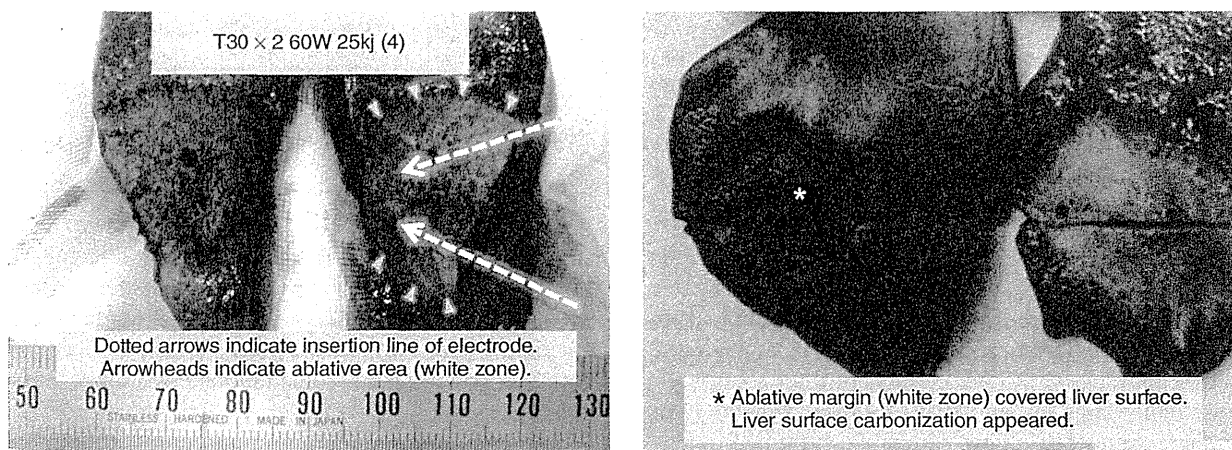 T30 × 2 60W 25kj (4)
Dotted arrows indicate insertion line of electrode.
Arrowheads indicate ablative area (white zone).
50 60 70 80 90 100 110 120 130
STAINLESS HARDENED MADE IN JAPAN
* Ablative margin (white zone) covered liver surface.
Liver surface carbonization appeared.